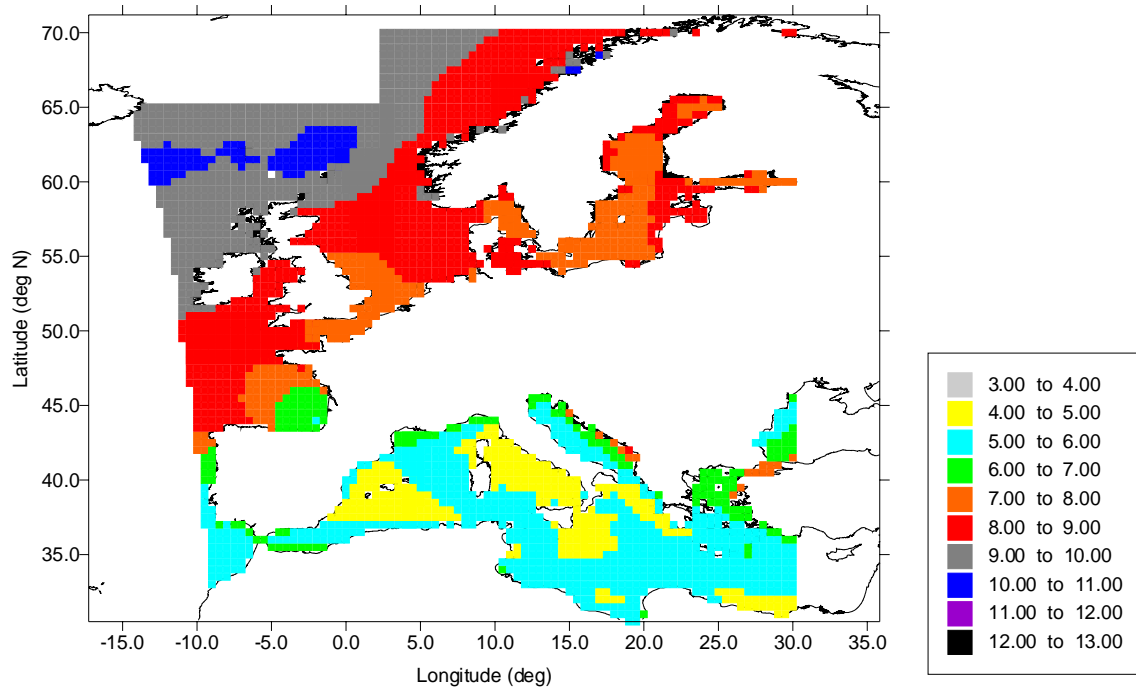 70.0
65.0
60.0
55.0
50.0
45.0
40.0
35.0
Latitude (deg N)
-15.0 -10.0 -5.0 0.0 5.0 10.0 15.0 20.0 25.0 30.0 35.0
Longitude (deg)
3.00 to 4.00
4.00 to 5.00
5.00 to 6.00
6.00 to 7.00
7.00 to 8.00
8.00 to 9.00
9.00 to 10.00
10.00 to 11.00
11.00 to 12.00
12.00 to 13.00